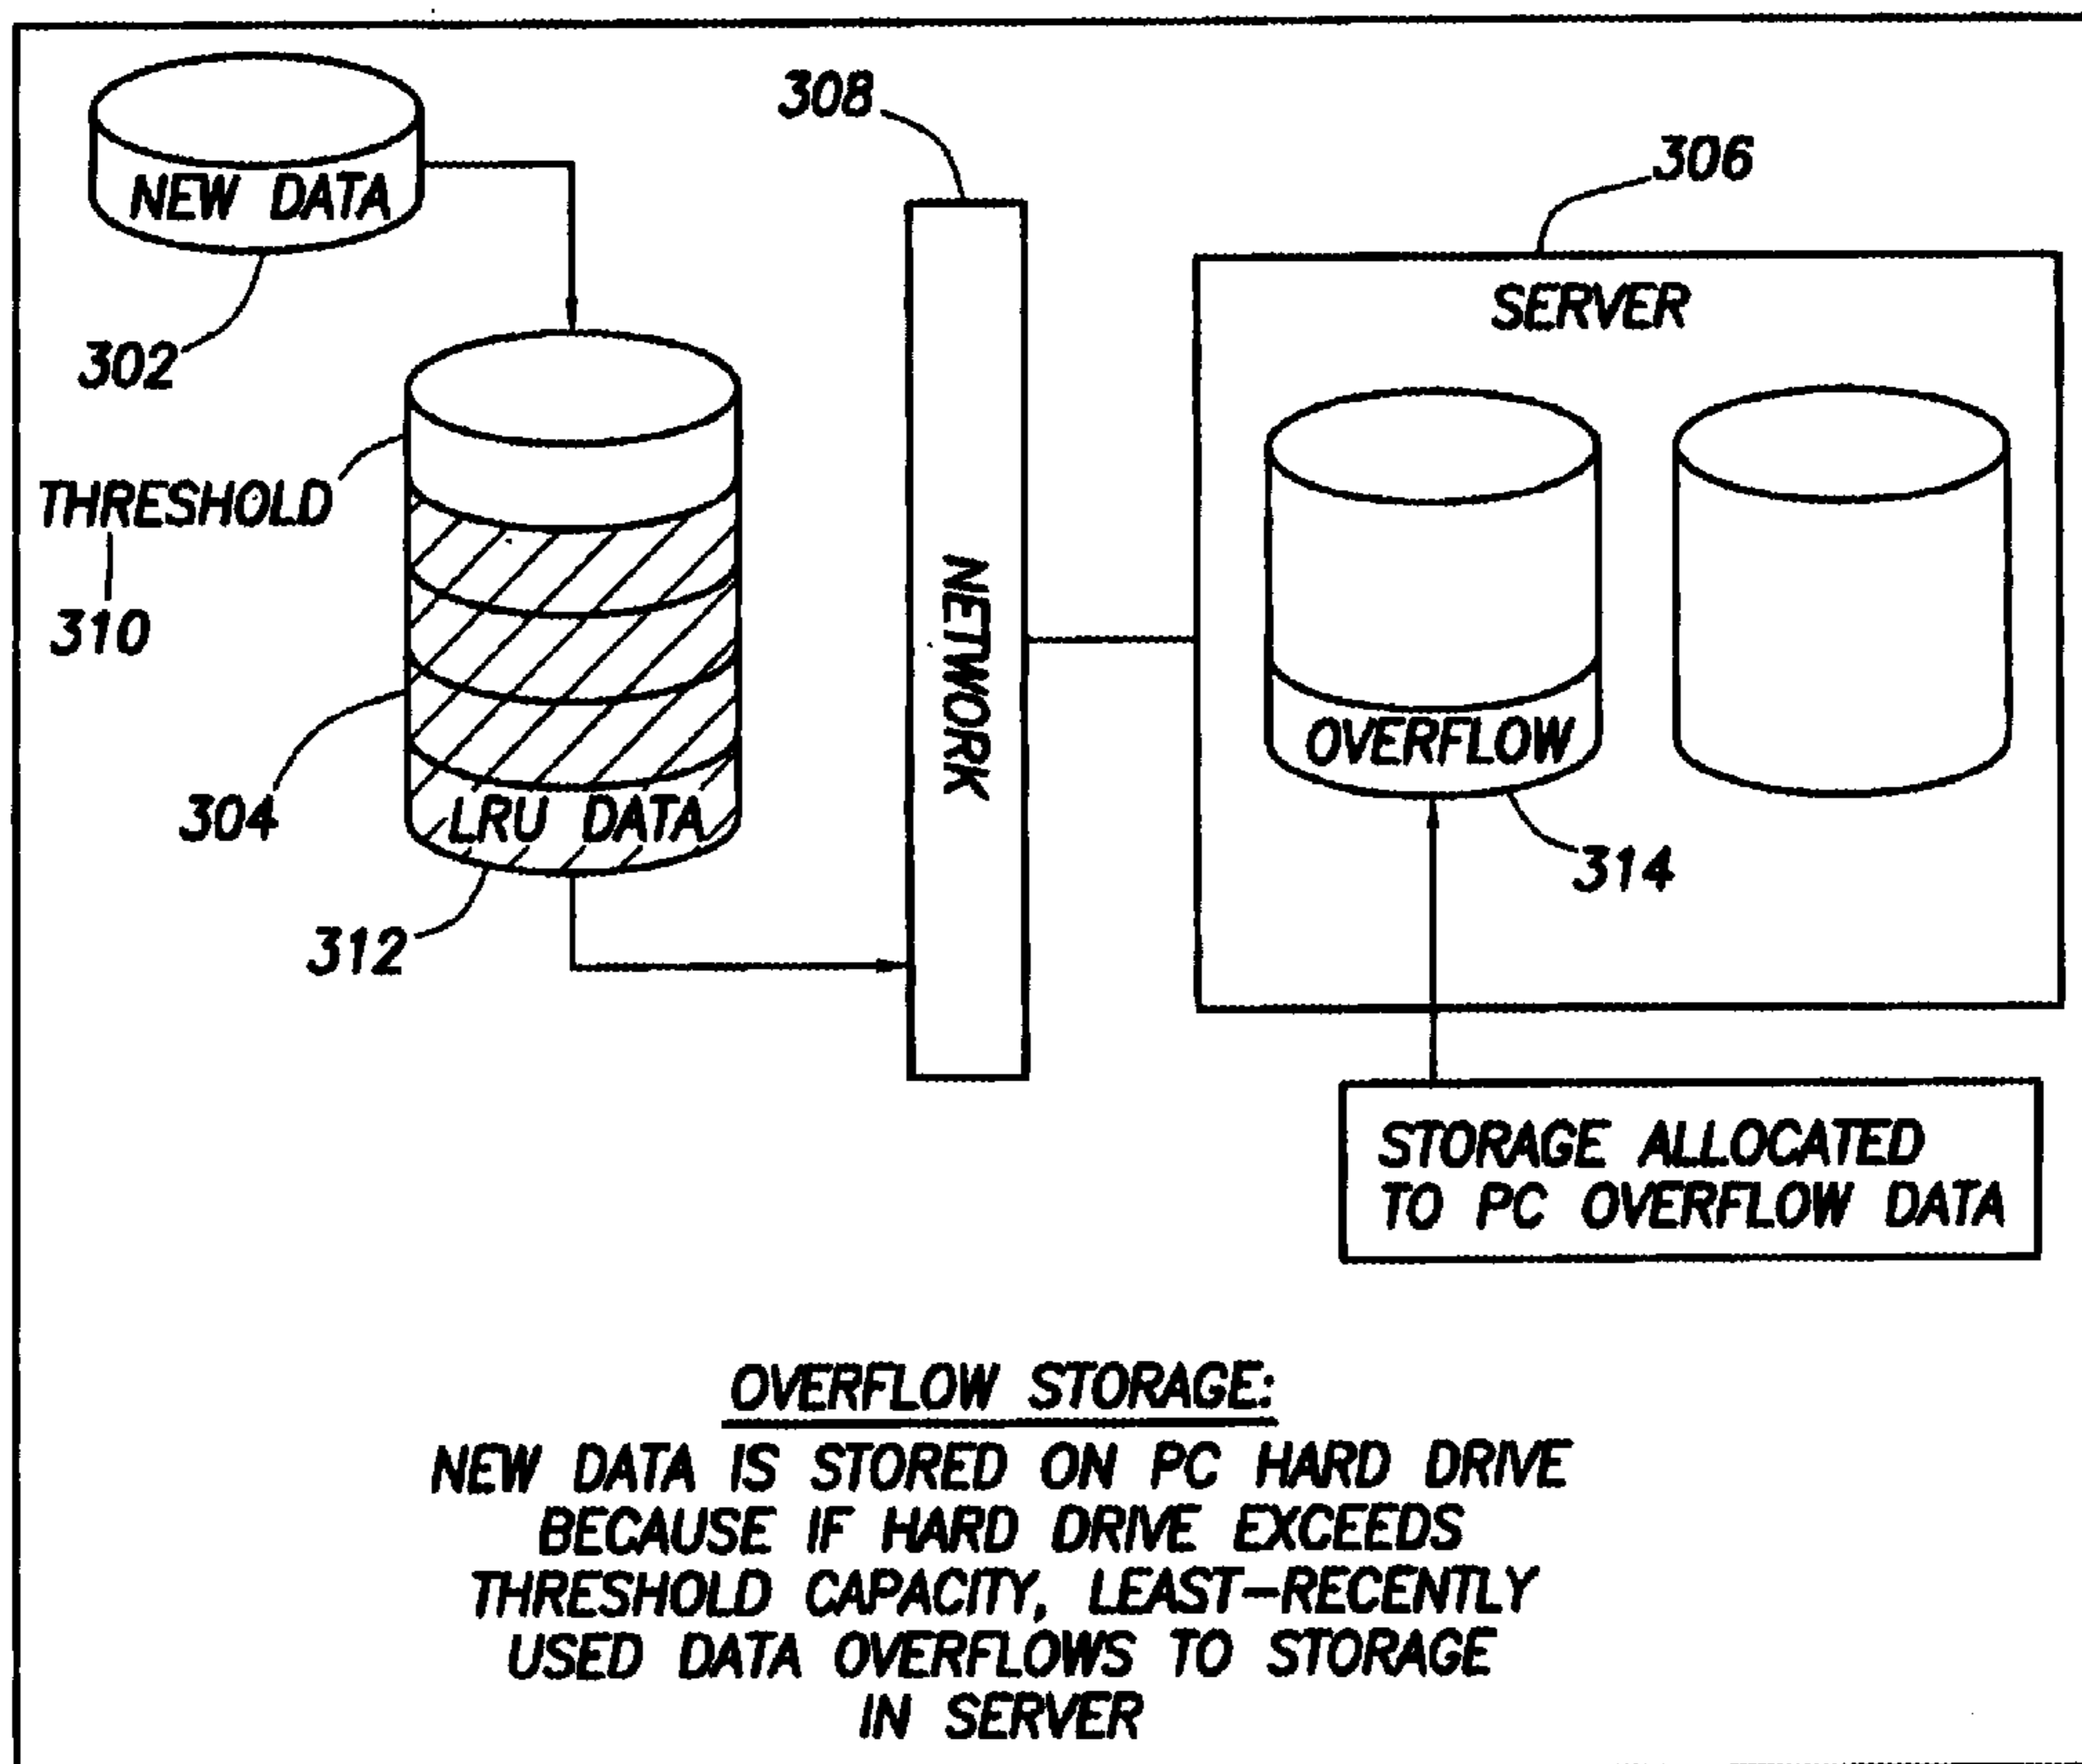 308
306
NEW DATA
SERVER
302
THRESHOLD
310
NETWORK
OVERFLOW
304
LRU DATA
314
312
STORAGE ALLOCATED
TO PC OVERFLOW DATA
OVERFLOW STORAGE:
NEW DATA IS STORED ON PC HARD DRIVE
BECAUSE IF HARD DRIVE EXCEEDS
THRESHOLD CAPACITY, LEAST-RECENTLY
USED DATA OVERFLOWS TO STORAGE
IN SERVER